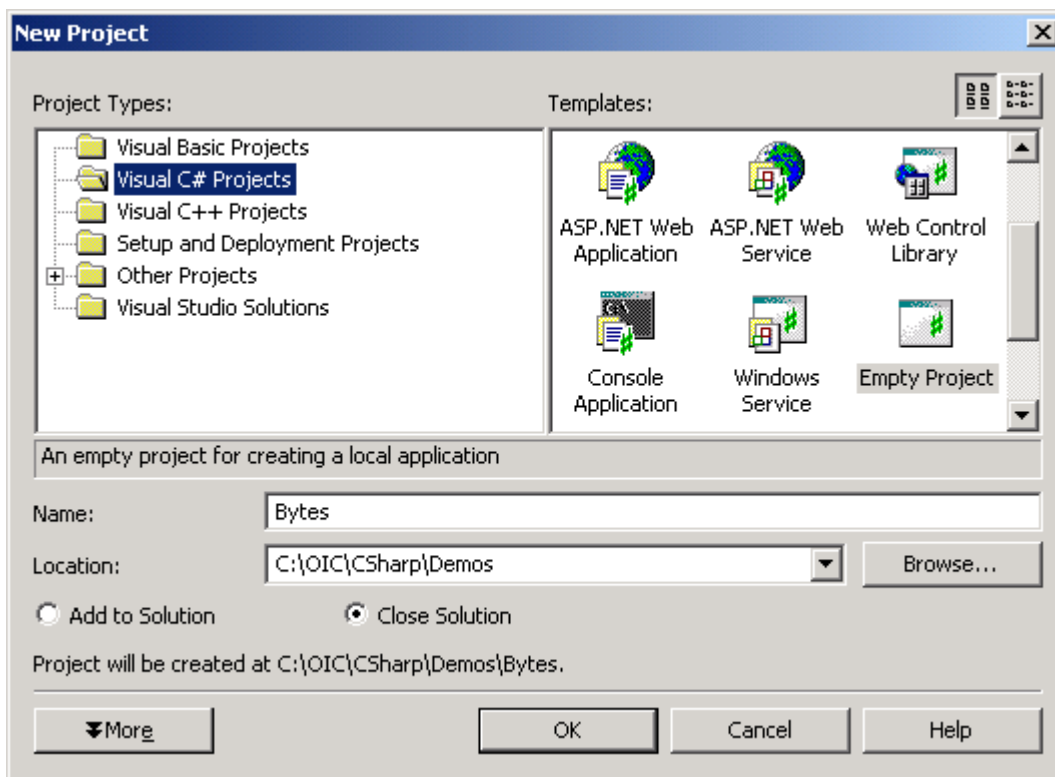 New Project
Project Types:
Templates:
Visual Basic Projects
Visual C# Projects
Visual C++ Projects
Setup and Deployment Projects
Other Projects
Visual Studio Solutions
ASP.NET Web
Application
ASP.NET Web
Service
Web Control
Library
Console
Application
Windows
Service
Empty Project
An empty project for creating a local application
Name:
Bytes
Location:
C:\OIC\CSharp\Demos
Browse...
Add to Solution
Close Solution
Project will be created at C:\OIC\CSharp\Demos\Bytes.
More
OK
Cancel
Help